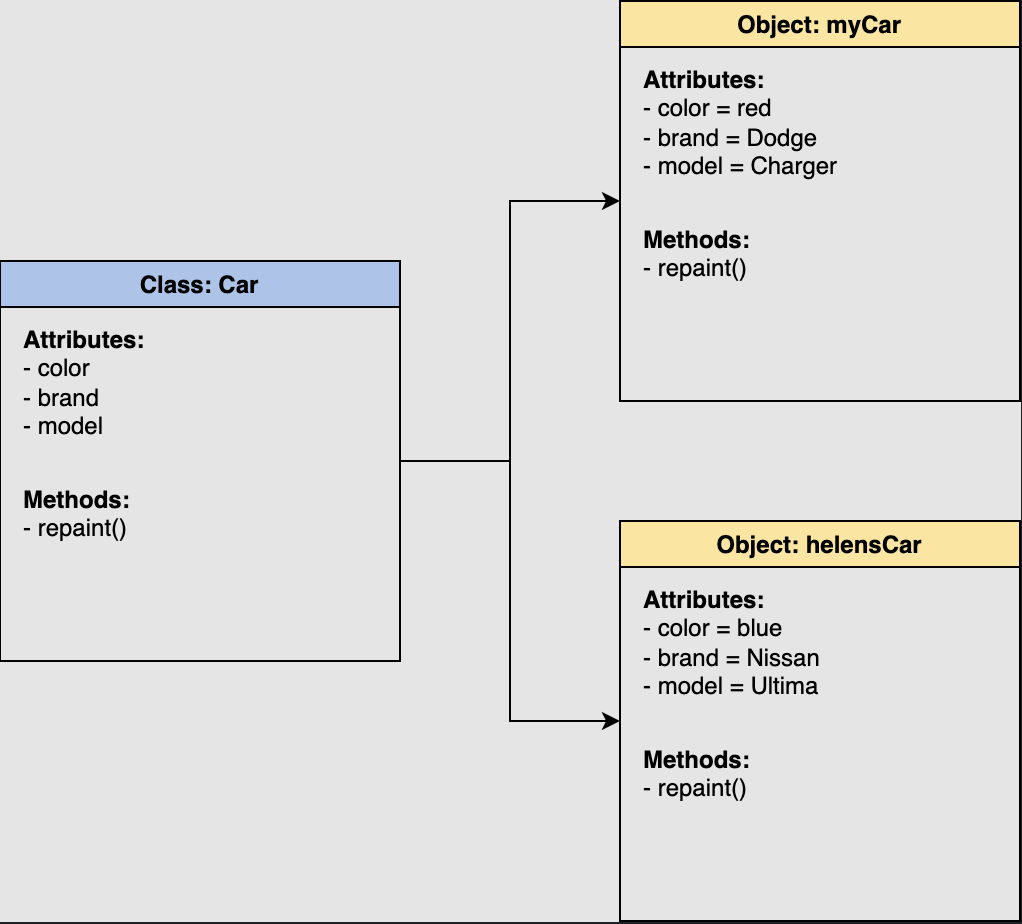 Object: myCar
Attributes:
- color = red
- brand = Dodge
- model = Charger
Methods:
- repaint()
Class: Car
Attributes:
- color
- brand
- model
Methods:
- repaint()
Object: helensCar
Attributes:
- color = blue
- brand = Nissan
- model = Ultima
Methods:
- repaint()